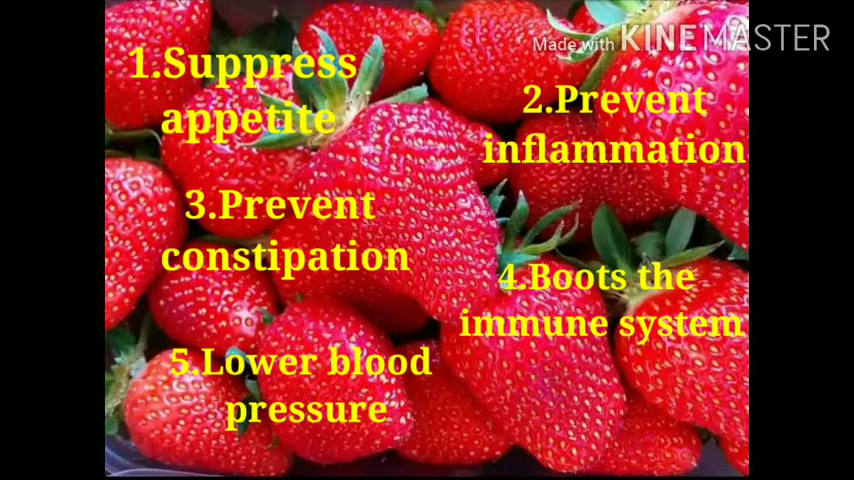 Made with KINEMASTER
1.Suppress
appetite
2.Prevent
inflammation
3.Prevent
constipation
4.Boots the
immune system
5.Lower blood
pressure